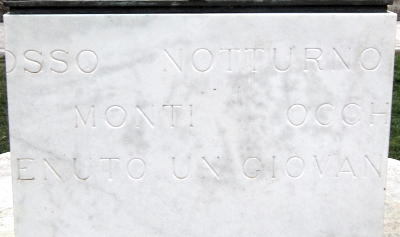 OSSO NOTTURNO
MONTI OCCH
ENUTO UN GIOVAN